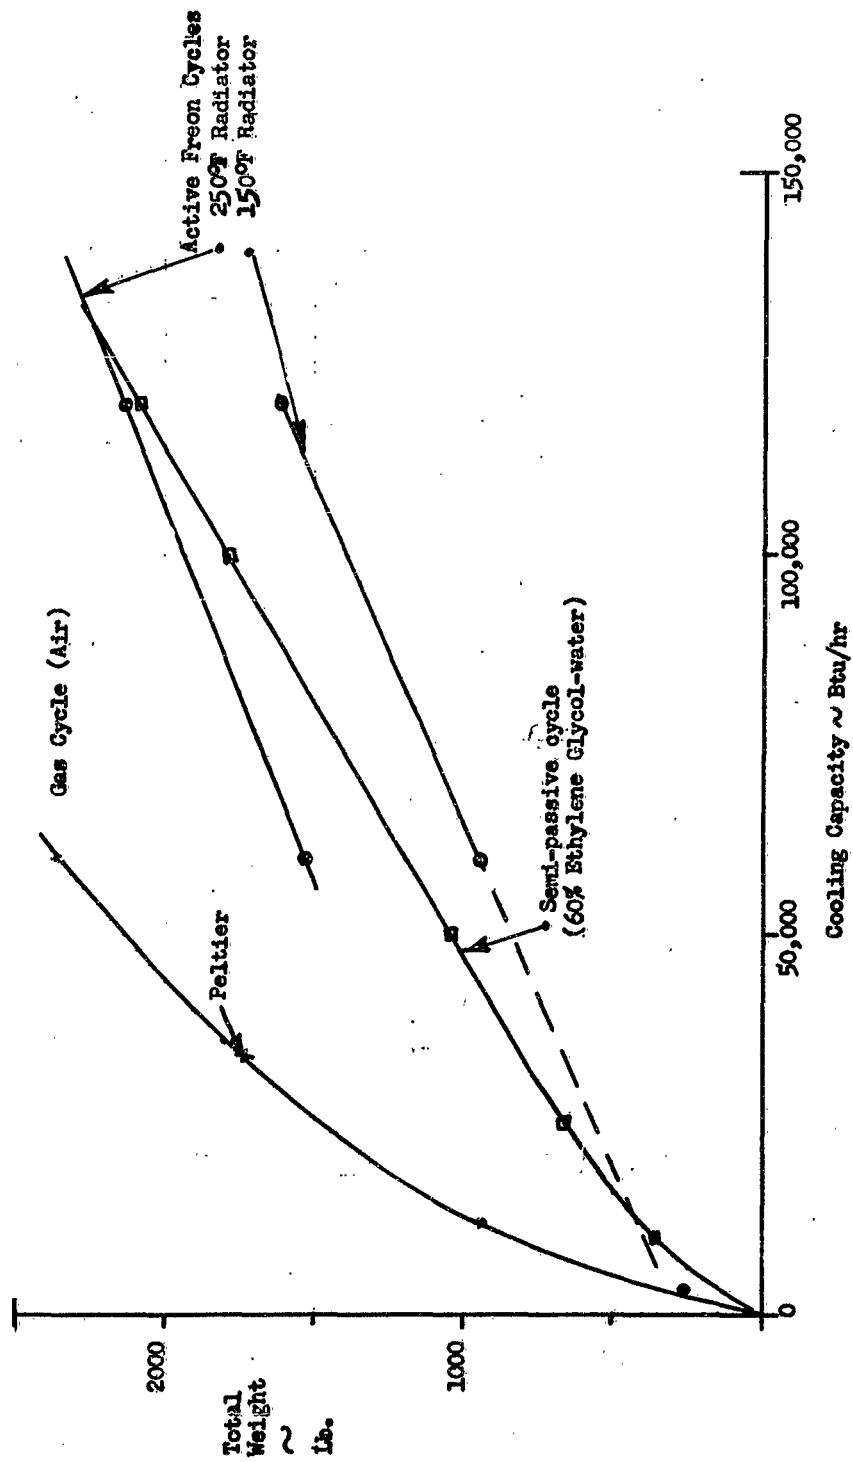 Total
Weight
~
Lb.
2000
1000
Gas Cycle (Air)
Peltier
Active Freon Cycles
250°F Radiator
150°F Radiator
Semi-passive cycle
(60% Ethylene Glycol-water)
0
50,000
100,000
150,000
Cooling Capacity ~ Btu/hr